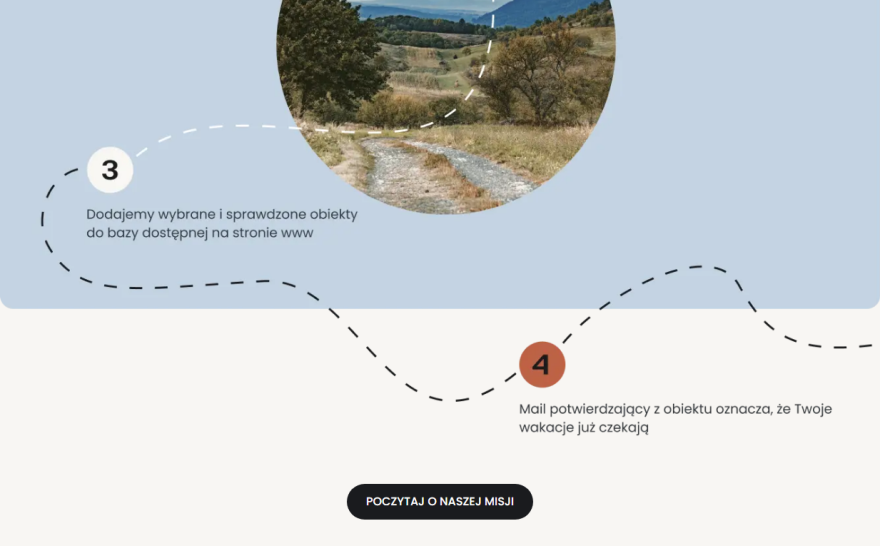 3
Dodajemy wybrane i sprawdzone obiekty
do bazy dostępnej na stronie www
4
Mail potwierdzający z obiektu oznacza, że Twoje
wakacje już czekają
POCZYTAJ O NASZEJ MISJI